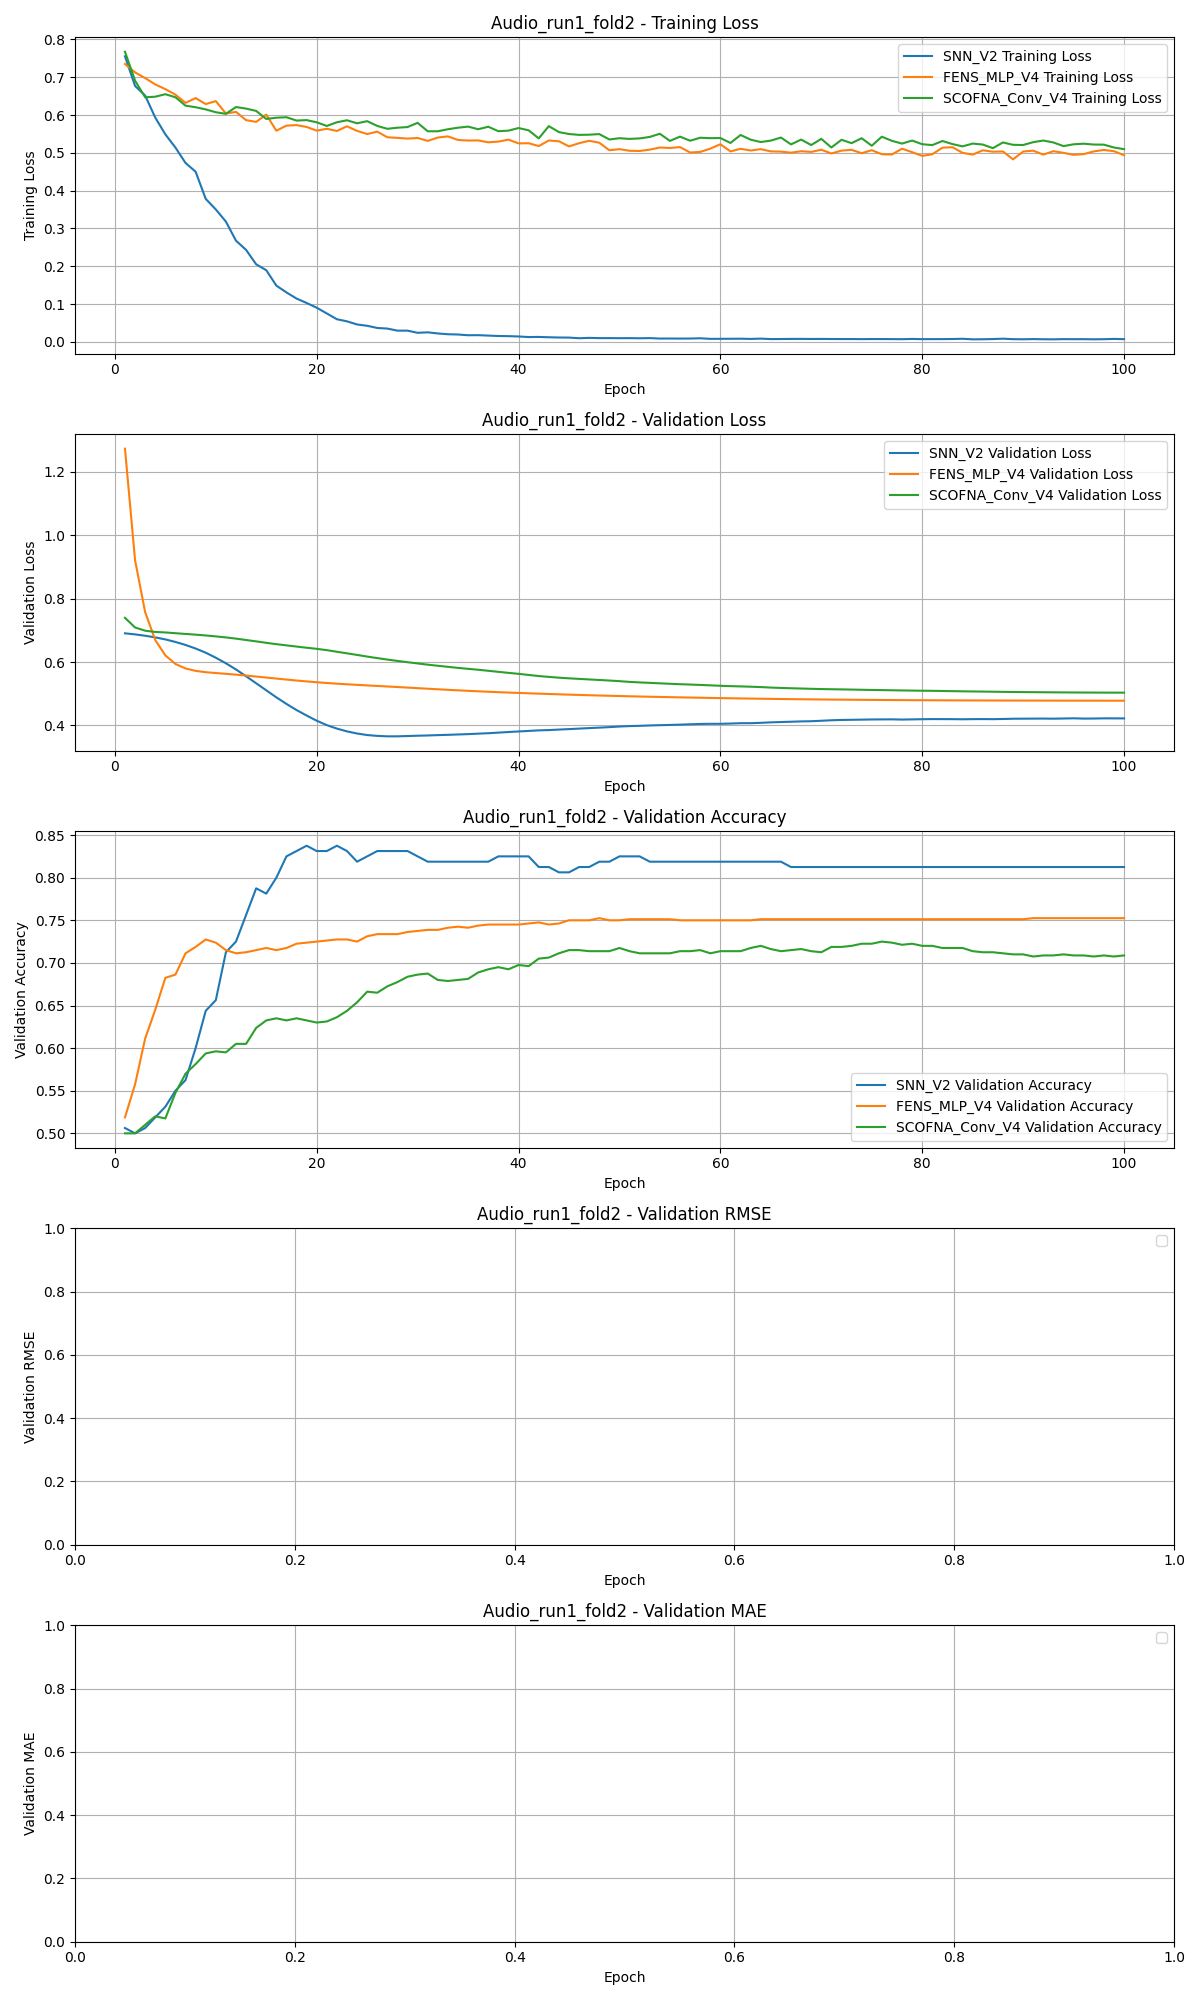 Audio_run1_fold2 - Training Loss
Training Loss
0.8
0.7
0.6
0.5
0.4
0.3
0.2
0.1
0.0
SNN_V2 Training Loss
FENS_MLP_V4 Training Loss
SCOFNA_Conv_V4 Training Loss
0 20 40 60 80 100
Epoch
Audio_run1_fold2 - Validation Loss
Validation Loss
1.2
1.0
0.8
0.6
0.4
SNN_V2 Validation Loss
FENS_MLP_V4 Validation Loss
SCOFNA_Conv_V4 Validation Loss
0 20 40 60 80 100
Epoch
Audio_run1_fold2 - Validation Accuracy
Validation Accuracy
0.85
0.80
0.75
0.70
0.65
0.60
0.55
0.50
SNN_V2 Validation Accuracy
FENS_MLP_V4 Validation Accuracy
SCOFNA_Conv_V4 Validation Accuracy
0 20 40 60 80 100
Epoch
Audio_run1_fold2 - Validation RMSE
Validation RMSE
1.0
0.8
0.6
0.4
0.2
0.0
0.0 0.2 0.4 0.6 0.8 1.0
Epoch
Audio_run1_fold2 - Validation MAE
Validation MAE
1.0
0.8
0.6
0.4
0.2
0.0
0.0 0.2 0.4 0.6 0.8 1.0
Epoch